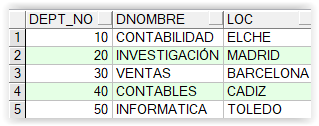 DEPT_NO DNOMBRE LOC
1 10 CONTABILIDAD ELCHE
2 20 INVESTIGACIÓN MADRID
3 30 VENTAS BARCELONA
4 40 CONTABLES CADIZ
5 50 INFORMATICA TOLEDO